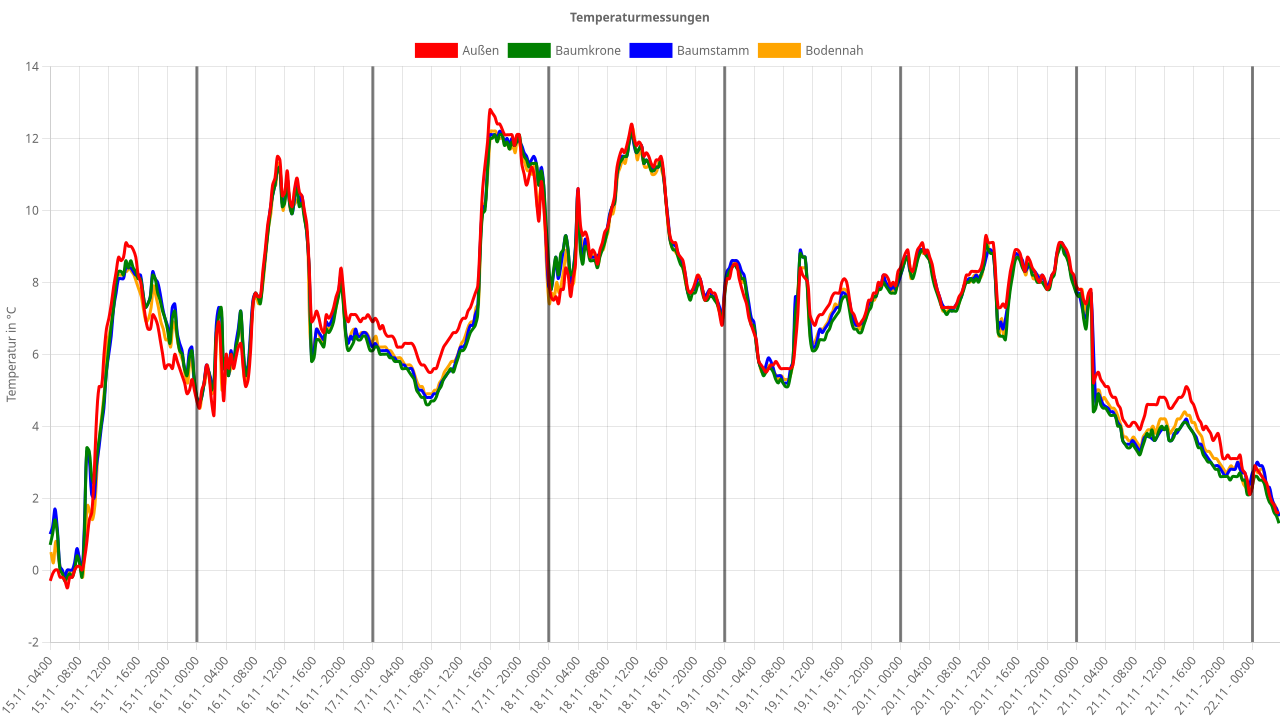 Temperaturmessungen
Außen Baumkrone Baumstamm Bodennah
Temperatur in °C
14
12
10
8
6
4
2
0
-2
15.11 - 04:00
15.11 - 08:00
15.11 - 12:00
15.11 - 16:00
15.11 - 20:00
16.11 - 00:00
16.11 - 04:00
16.11 - 08:00
16.11 - 12:00
16.11 - 16:00
16.11 - 20:00
17.11 - 00:00
17.11 - 04:00
17.11 - 08:00
17.11 - 12:00
17.11 - 16:00
17.11 - 20:00
18.11 - 00:00
18.11 - 04:00
18.11 - 08:00
18.11 - 12:00
18.11 - 16:00
18.11 - 20:00
19.11 - 00:00
19.11 - 04:00
19.11 - 08:00
19.11 - 12:00
19.11 - 16:00
19.11 - 20:00
20.11 - 00:00
20.11 - 04:00
20.11 - 08:00
20.11 - 12:00
20.11 - 16:00
20.11 - 20:00
21.11 - 00:00
21.11 - 04:00
21.11 - 08:00
21.11 - 12:00
21.11 - 16:00
21.11 - 20:00
22.11 - 00:00